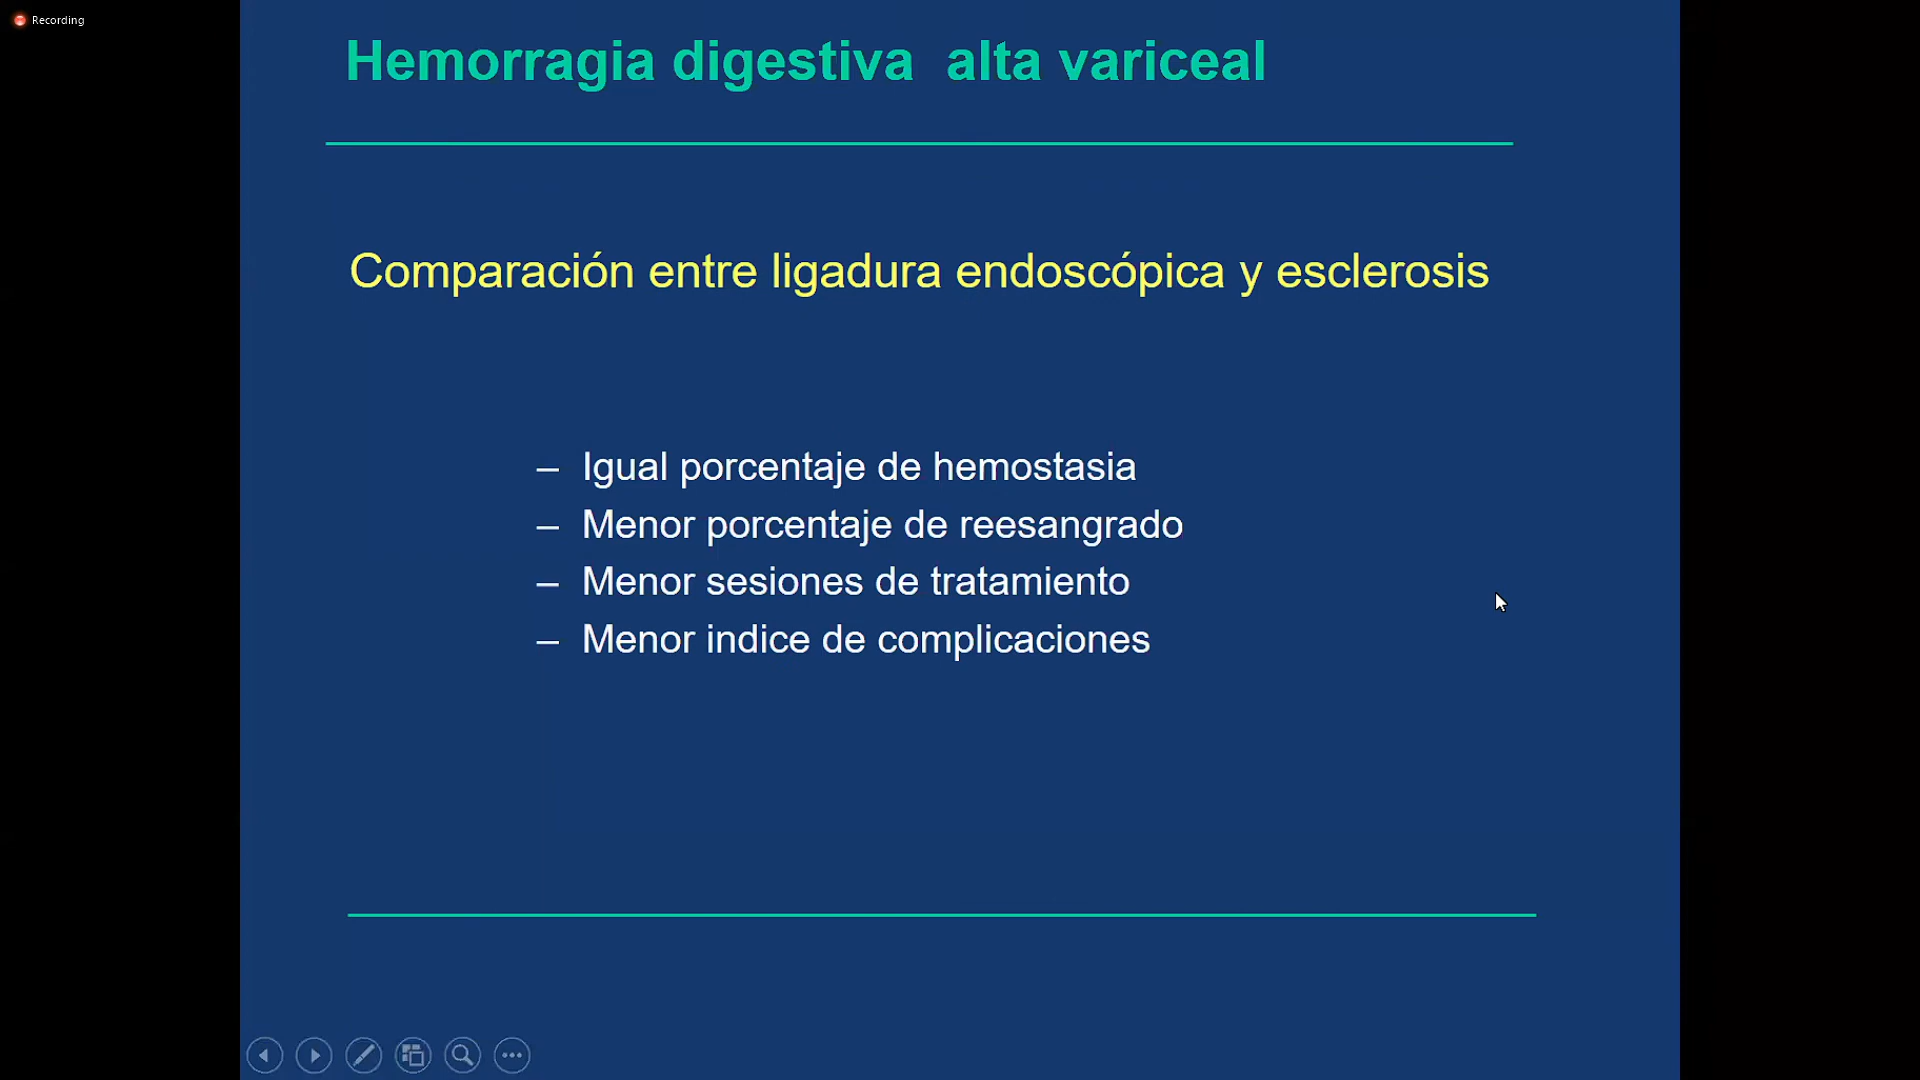 Recording
Hemorragia digestiva  alta variceal
Comparación entre ligadura endoscópica y esclerosis
– Igual porcentaje de hemostasia
– Menor porcentaje de reesangrado
– Menor sesiones de tratamiento
– Menor indice de complicaciones